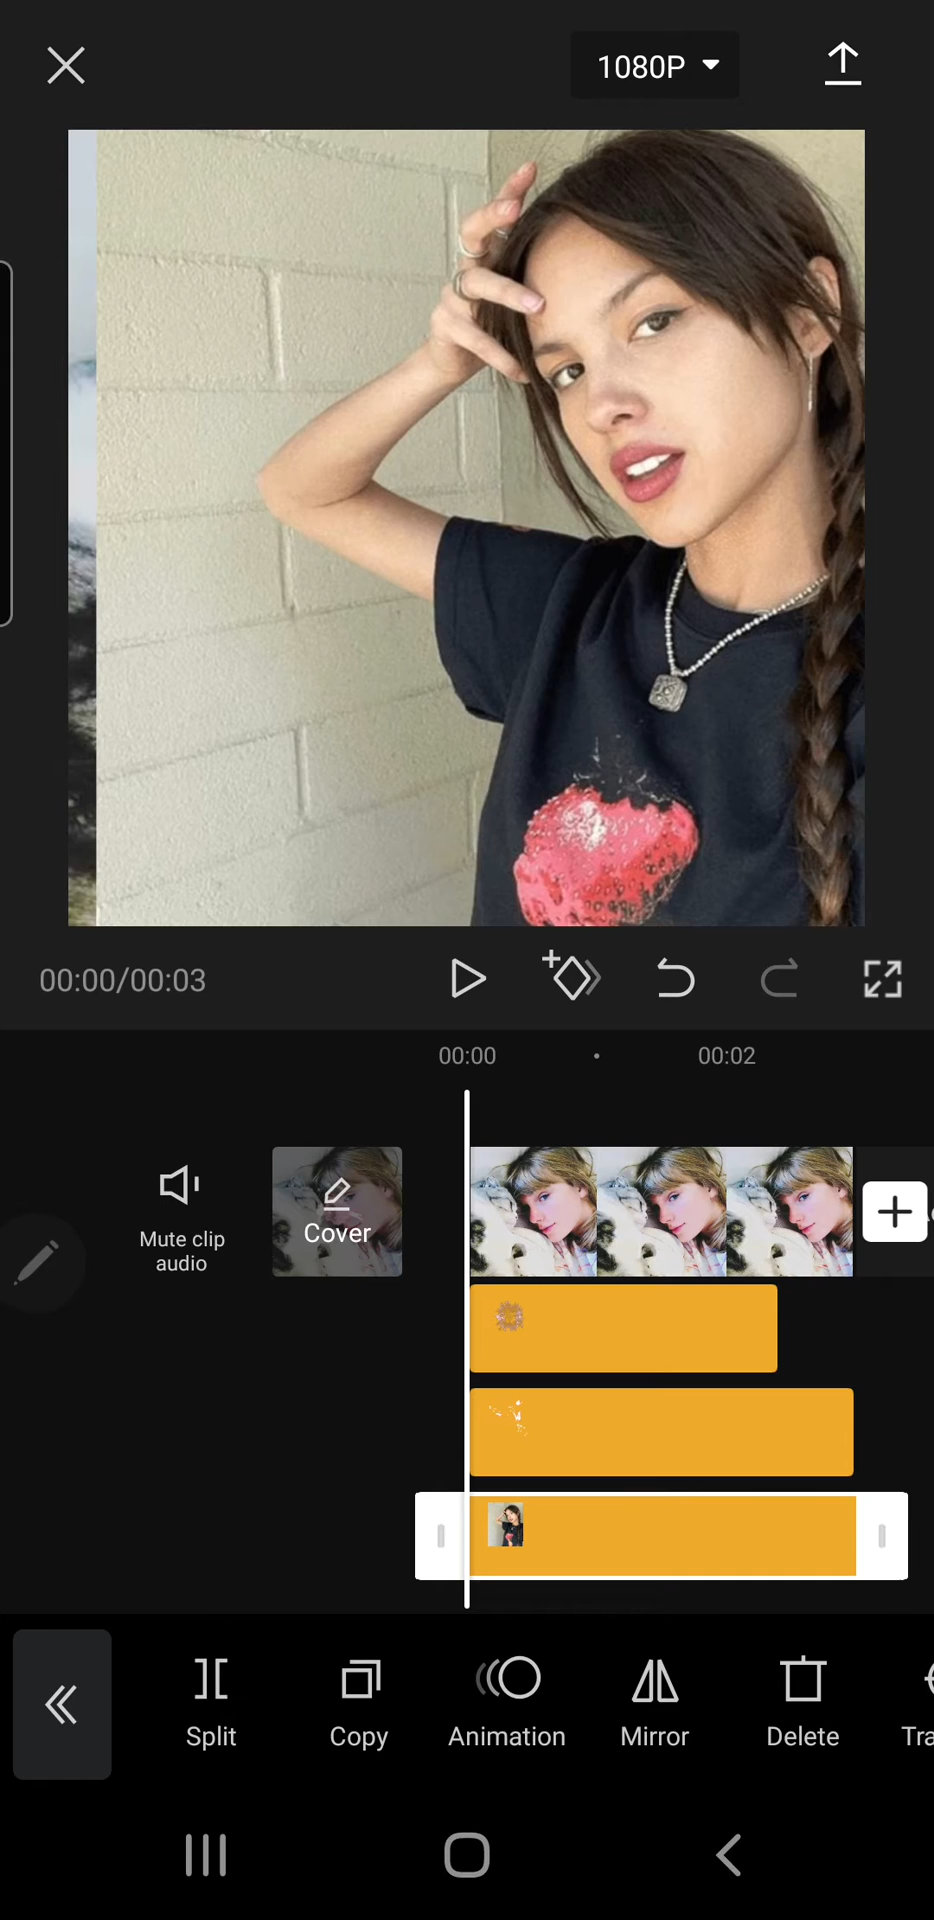 1080P
00:00/00:03
00:00
00:02
Mute clip
audio
Cover
Split
Copy
Animation
Mirror
Delete
Tra